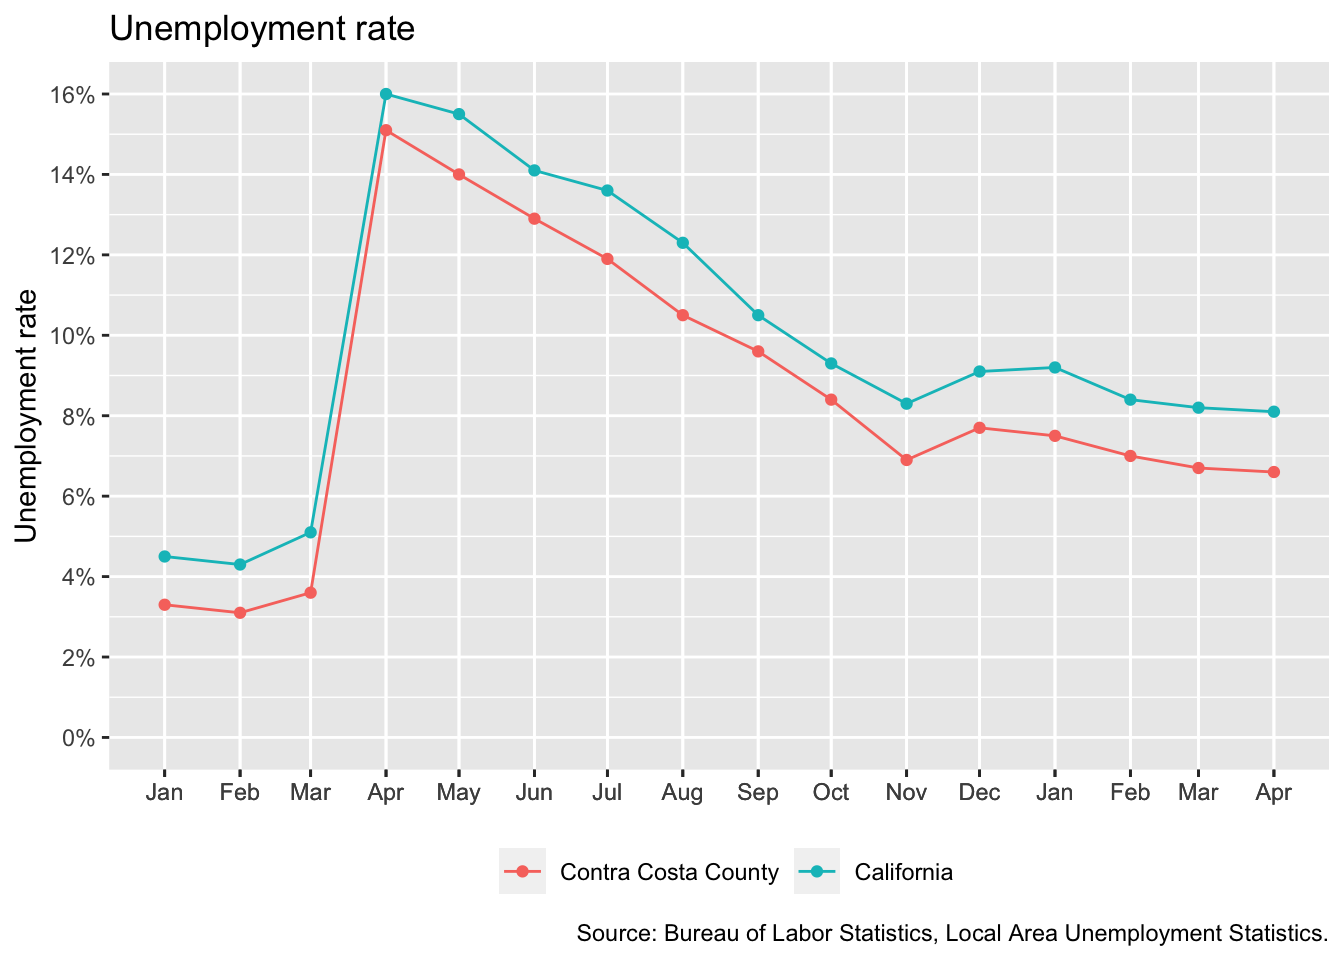 Unemployment rate
Unemployment rate
16%
14%
12%
10%
8%
6%
4%
2%
0%
Jan Feb Mar Apr May Jun Jul Aug Sep Oct Nov Dec Jan Feb Mar Apr
Contra Costa County California
Source: Bureau of Labor Statistics, Local Area Unemployment Statistics.